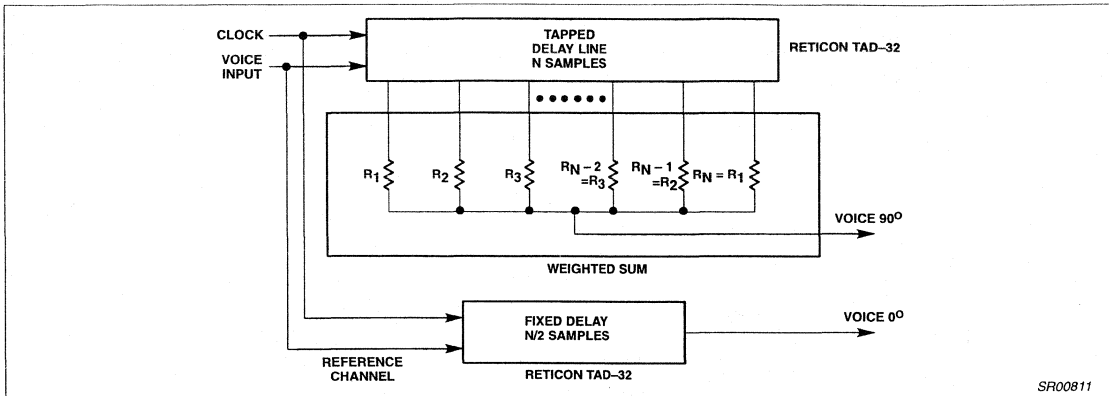 CLOCK
VOICE
INPUT
TAPPED
DELAY LINE
N SAMPLES
RETICON TAD–32
R1
R2
R3
RN – 2
=R3
RN – 1
=R2
RN = R1
VOICE 90O
WEIGHTED SUM
FIXED DELAY
N/2 SAMPLES
VOICE 0O
REFERENCE
CHANNEL
RETICON TAD–32
SR00811